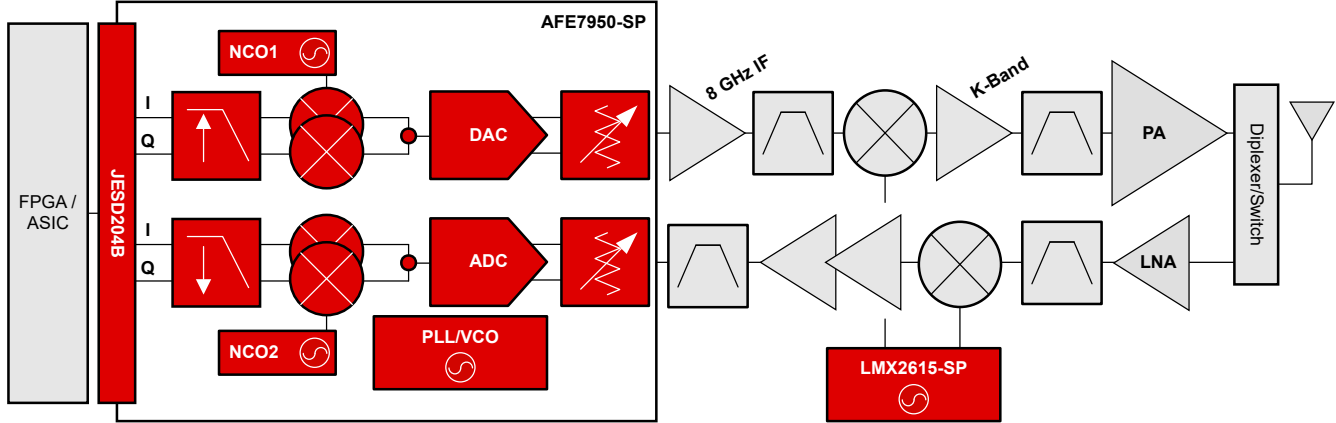 AFE7950-SP
NCO1
8 GHz IF
K-Band
I
Q
DAC
PA
FPGA /
ASIC
JESD204B
Diplexer/Switch
I
Q
ADC
LNA
NCO2
PLL/VCO
LMX2615-SP